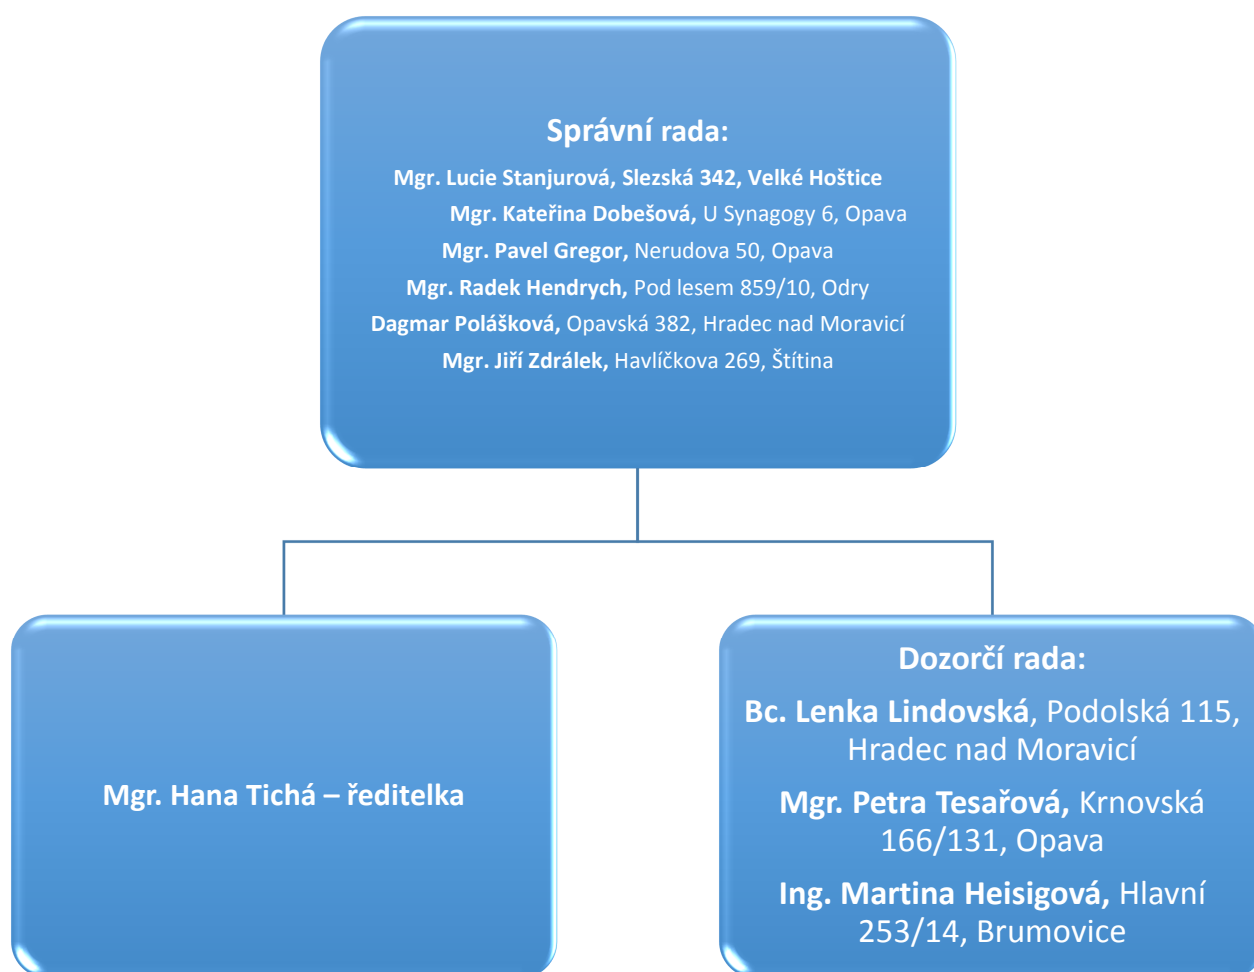 Správní rada:
Mgr. Lucie Stanjurová, Slezská 342, Velké Hoštice
Mgr. Kateřina Dobešová, U Synagogy 6, Opava
Mgr. Pavel Gregor, Nerudova 50, Opava
Mgr. Radek Hendrych, Pod lesem 859/10, Odry
Dagmar Polášková, Opavská 382, Hradec nad Moravicí
Mgr. Jiří Zdrálek, Havlíčkova 269, Štítina
Mgr. Hana Tichá – ředitelka
Dozorčí rada:
Bc. Lenka Lindovská, Podolská 115,
Hradec nad Moravicí
Mgr. Petra Tesařová, Krnovská
166/131, Opava
Ing. Martina Heisigová, Hlavní
253/14, Brumovice